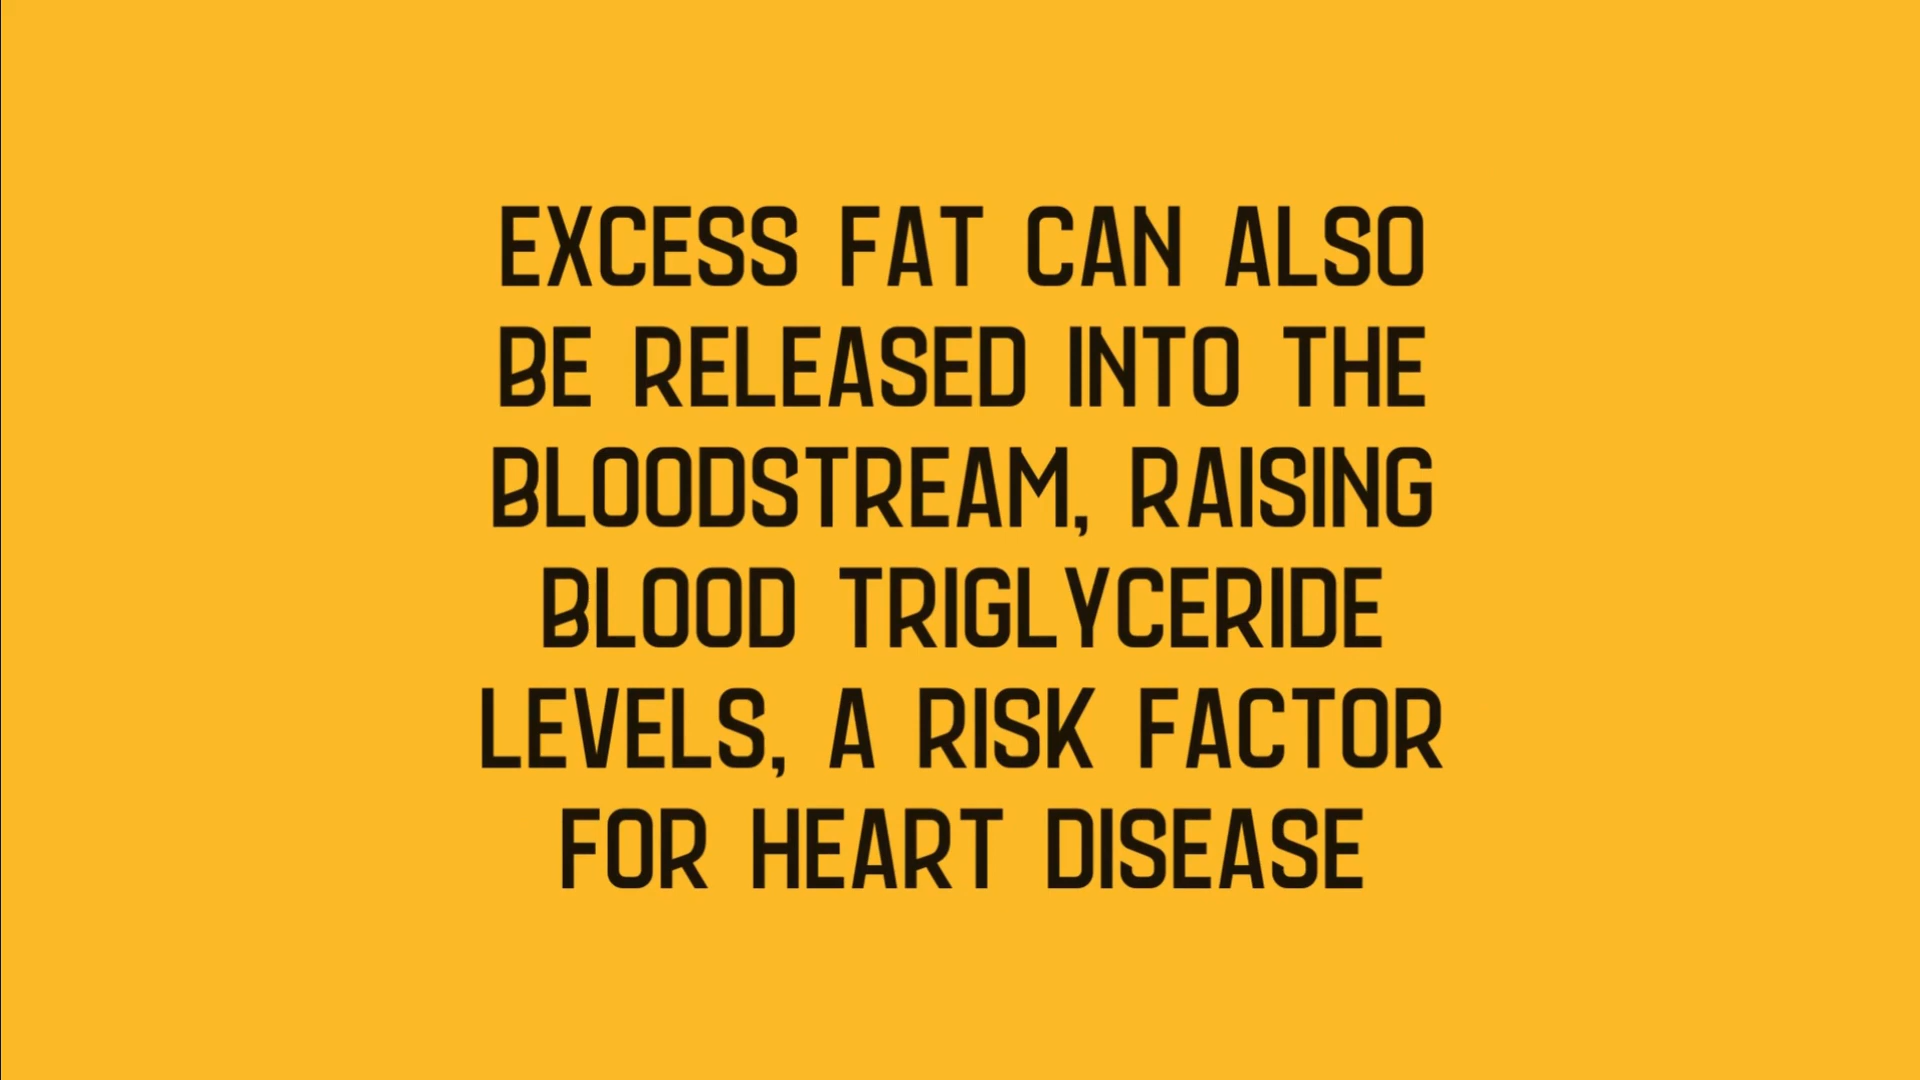 EXCESS FAT CAN ALSO
BE RELEASED INTO THE
BLOODSTREAM, RAISING
BLOOD TRIGLYCERIDE
LEVELS, A RISK FACTOR
FOR HEART DISEASE